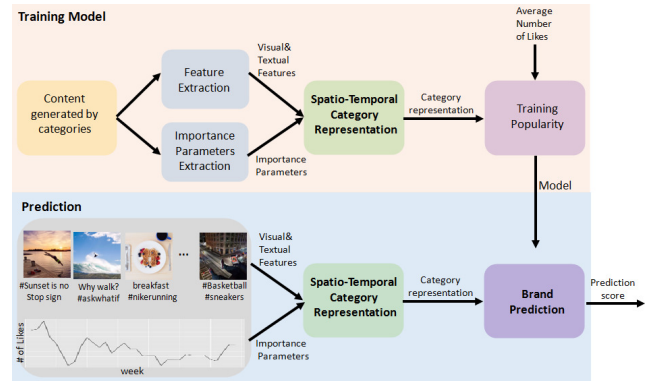 Training Model
Average
Number
of Likes
Visual&
Textual
Features
Feature
Extraction
Content
generated by
categories
Spatio-Temporal
Category
Representation
Category
representation
Training
Popularity
Importance
Parameters
Extraction
Importance
Parameters
Model
Prediction
Visual&
Textual
Features
...
#Sunset is no
Stop sign
Why walk?
#askwhatif
breakfast
#nikerunning
#Basketball
#sneakers
Spatio-Temporal
Category
Representation
Category
representation
Brand
Prediction
Prediction
score
# of Likes
week
Importance
Parameters